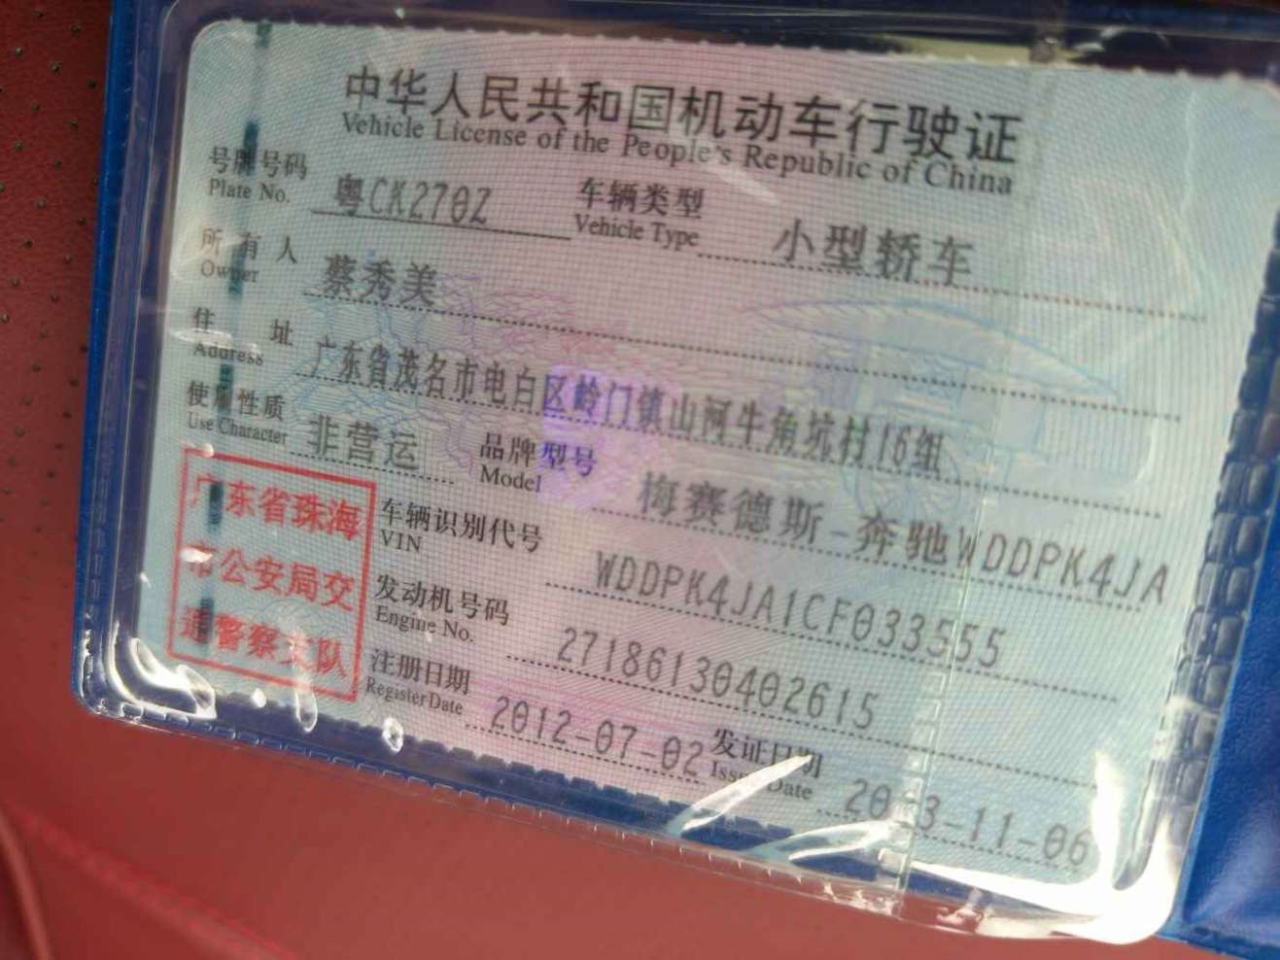 中华人民共和国机动车行驶证
Vehicle License of the People's Republic of China
号牌号码 粤CK270Z 车辆类型 小型轿车
Plate No. Vehicle Type
所有人 蔡秀美
Owner
住址 广东省茂名市电白区岭门镇山河牛角坑村16组
Address
使用性质 非营运 品牌型号 梅赛德斯-奔驰WDDPK4JA
Use Character Model
广东省珠海
市公安局交
通警察支队
车辆识别代号 WDDPK4JA1CF033555
VIN
发动机号码 27186130402615
Engine No.
注册日期 2012-07-02 发证日期
Register Date Issue Date